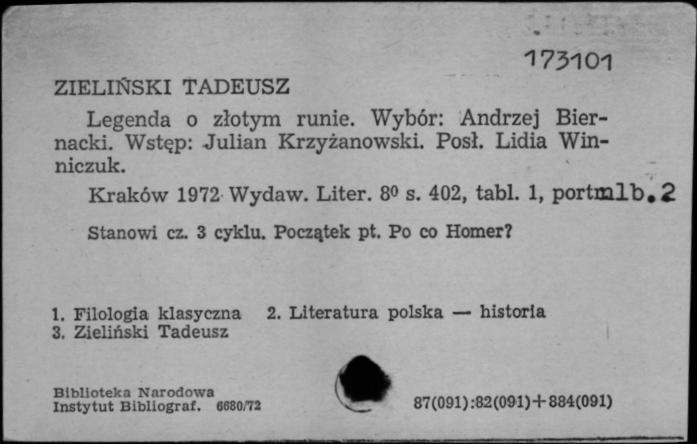 173101
ZIELIŃSKI TADEUSZ
Legenda o złotym runie. Wybór: Andrzej Bier-
nacki. Wstęp: Julian Krzyżanowski. Posł. Lidia Win-
niczuk.
Kraków 1972 Wydaw. Liter. 8⁰ s. 402, tabl. 1, portmlb.2
Stanowi cz. 3 cyklu. Początek pt. Po co Homer?
1. Filologia klasyczna 2. Literatura polska — historia
3. Zieliński Tadeusz
Biblioteka Narodowa
Instytut Bibliograf. 6680/72 87(091):82(091)+884(091)